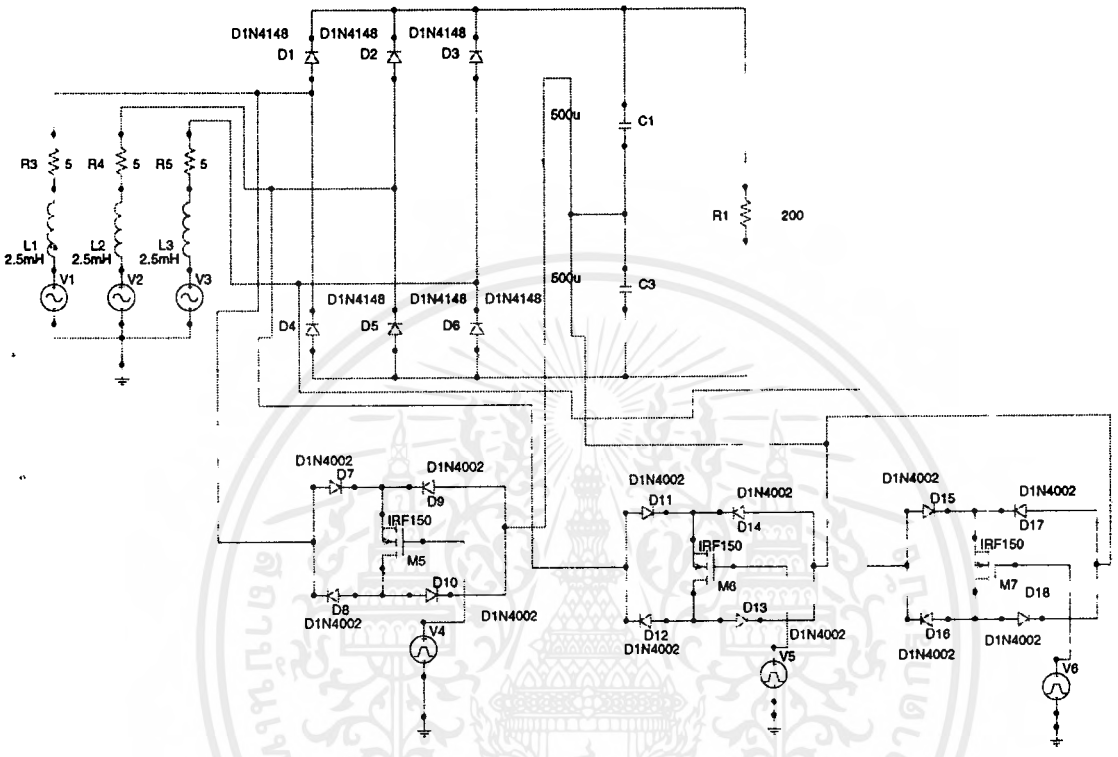 D1N4148 D1N4148 D1N4148
D1 D2 D3
500u C1
R3 5 R4 5 R5 5
R1 200
L1 L2 L3
2.5mH 2.5mH 2.5mH
V1 V2 V3
500u C3
D1N4148 D1N4148 D1N4148
D4 D5 D6
D1N4002 D1N4002
D7 D9
IRF150
M5
D8 D10
D1N4002 D1N4002
V4
D1N4002 D1N4002
D11 D14
IRF150
M6
D12 D13
D1N4002 D1N4002
V5
D1N4002 D1N4002
D15 D17
IRF150
M7
D16 D18
D1N4002 D1N4002
V6